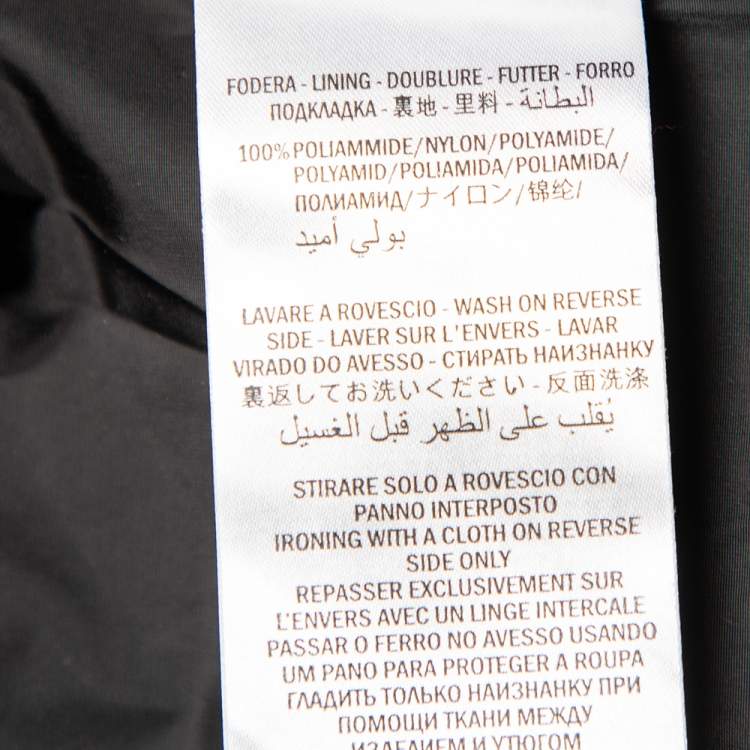 FODERA - LINING - DOUBLURE - FUTTER - FORRO
ПОДКЛАДКА - 裏地 - 里料 - البطانة
100% POLIAMMIDE/NYLON/POLYAMIDE/
POLYAMID/POLIAMIDA/POLIAMIDA/
ПОЛИАМИД/ナイロン/锦纶/
بولي أميد
LAVARE A ROVESCIO - WASH ON REVERSE
SIDE - LAVER SUR L'ENVERS - LAVAR
VIRADO DO AVESSO - СТИРАТЬ НАИЗНАНКУ
裏返してお洗いください - 反面洗涤
يُقلب على الظهر قبل الغسيل
STIRARE SOLO A ROVESCIO CON
PANNO INTERPOSTO
IRONING WITH A CLOTH ON REVERSE
SIDE ONLY
REPASSER EXCLUSIVEMENT SUR
L'ENVERS AVEC UN LINGE INTERCALE
PASSAR O FERRO NO AVESSO USANDO
UM PANO PARA PROTEGER A ROUPA
ГЛАДИТЬ ТОЛЬКО НАИЗНАНКУ ПРИ
ПОМОЩИ ТКАНИ МЕЖДУ
ИЗДЕЛИЕМ И УТЮГОМ